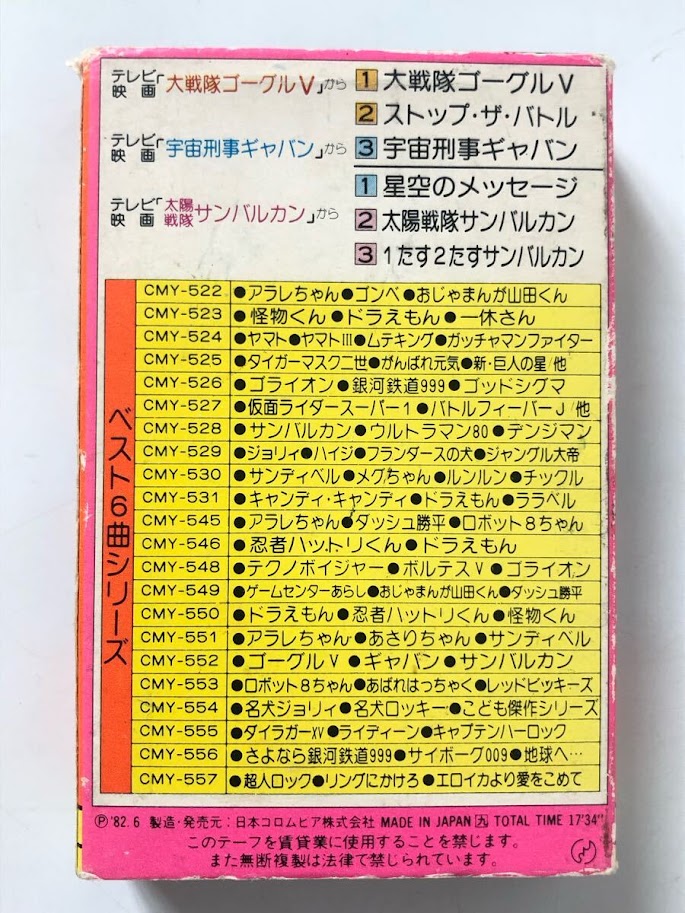 テレビ映画「大戦隊ゴーグルⅤ」から 1 大戦隊ゴーグルⅤ
2 ストップ・ザ・バトル
テレビ映画「宇宙刑事ギャバン」から 3 宇宙刑事ギャバン
1 星空のメッセージ
テレビ映画「太陽戦隊サンバルカン」から 2 太陽戦隊サンバルカン
3 1たす2たすサンバルカン
ベスト6曲シリーズ
CMY-522 ●アラレちゃん●ゴンベ●おじゃまんが山田くん
CMY-523 ●怪物くん●ドラえもん●一休さん
CMY-524 ●ヤマト●ヤマトIII●ムテキング●ガッチャマンファイター
CMY-525 ●タイガーマスク二世●がんばれ元気●新・巨人の星/他
CMY-526 ●ゴライオン●銀河鉄道999●ゴッドシグマ
CMY-527 ●仮面ライダースーパー1●バトルフィーバーJ/他
CMY-528 ●サンバルカン●ウルトラマン80●デンジマン
CMY-529 ●ジョリィ●ハイジ●フランダースの犬●ジャングル大帝
CMY-530 ●サンディベル●メグちゃん●ルンルン●チックル
CMY-531 ●キャンディ・キャンディ●ドラえもん●ララベル
CMY-545 ●アラレちゃん●ダッシュ勝平●ロボット8ちゃん
CMY-546 ●忍者ハットリくん●ドラえもん
CMY-548 ●テクノボイジャー●ボルテスⅤ●ゴライオン
CMY-549 ●ゲームセンターあらし●おじゃまんが山田くん●ダッシュ勝平
CMY-550 ●ドラえもん●忍者ハットリくん●怪物くん
CMY-551 ●アラレちゃん●あさりちゃん●サンディベル
CMY-552 ●ゴーグルⅤ●ギャバン●サンバルカン
CMY-553 ●ロボット8ちゃん●あばれはっちゃく●レッドビッキーズ
CMY-554 ●名犬ジョリィ●名犬ロッキー●こども傑作シリーズ
CMY-555 ●ダイラガーXV●ライディーン●キャプテンハーロック
CMY-556 ●さよなら銀河鉄道999●サイボーグ009●地球へ…
CMY-557 ●超人ロック●リングにかけろ●エロイカより愛をこめて
Ⓟ'82.6 製造・発売元：日本コロムビア株式会社 MADE IN JAPAN 九 TOTAL TIME 17'34"
このテープを賃貸業に使用することを禁じます。
また無断複製は法律で禁じられています。